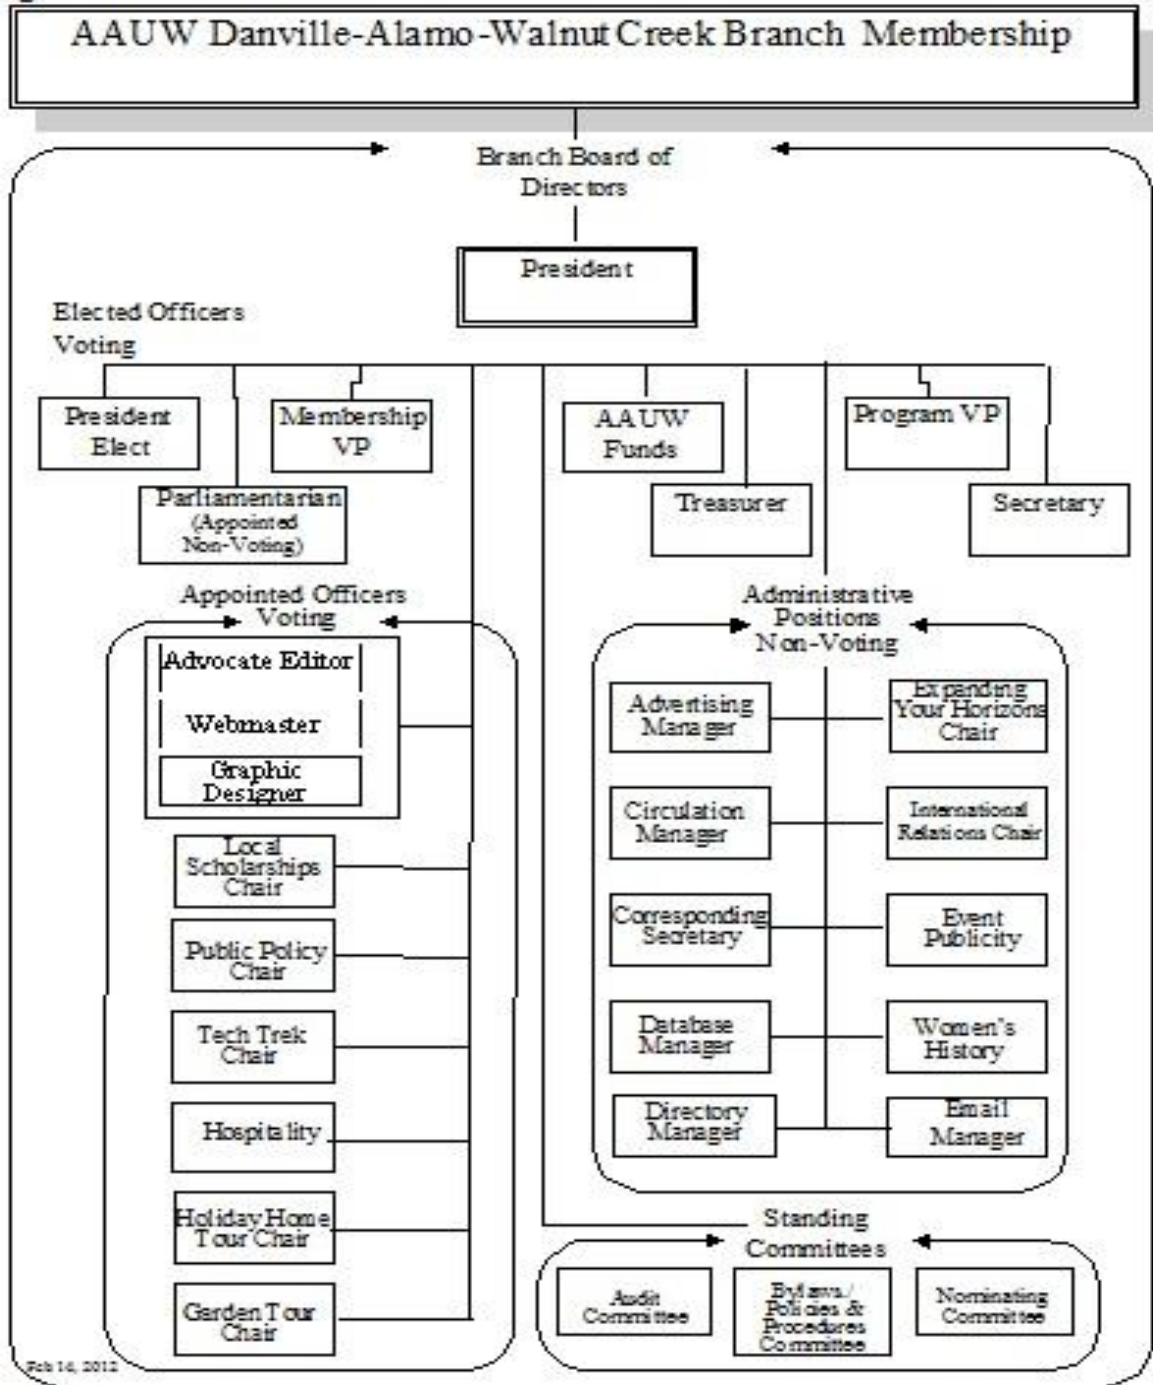 AAUW Danville-Alamo-Walnut Creek Branch Membership
Branch Board of
Directors
President
Elected Officers
Voting
President
Elect
Membership
VP
AAUW
Funds
Program VP
Parliamentarian
(Appointed
Non-Voting)
Treasurer
Secretary
Appointed Officers
Voting
Advocate Editor
Webmaster
Graphic
Designer
Local
Scholarships
Chair
Public Policy
Chair
Tech Trek
Chair
Hospitality
Holiday Home
Tour Chair
Garden Tour
Chair
Administrative
Positions
Non-Voting
Advertising
Manager
Expanding
Your Horizons
Chair
Circulation
Manager
International
Relations Chair
Corresponding
Secretary
Event
Publicity
Database
Manager
Women's
History
Directory
Manager
Email
Manager
Standing
Committees
Audit
Committee
Bylaws/
Policies &
Procedures
Committee
Nominating
Committee
Feb 16, 2012